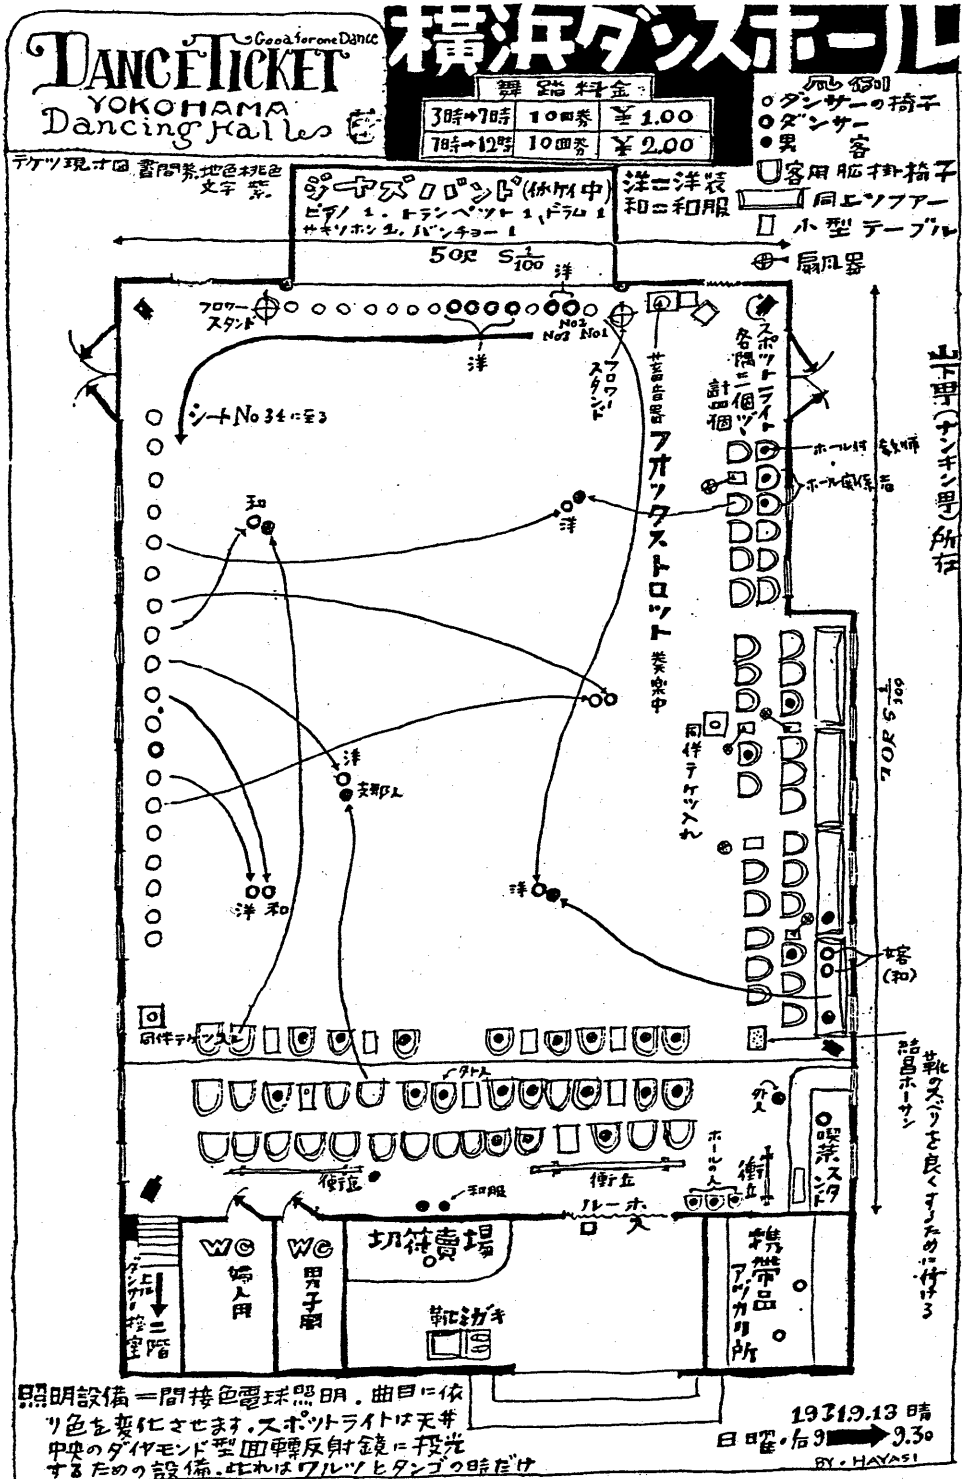 Good for one Dance
DANCE TICKET
YOKOHAMA
Dancing Hall
横浜ダンスホール
舞踏料金
3時→7時 10回券 ¥1.00
7時→12時 10回券 ¥2.00
凡例
ダンサーの椅子
ダンサー
男 客
客用肱掛椅子
同上ソファー
小型テーブル
扇風器
テケツ現寸図 昼間券地色桃色
文字 紫
洋=洋装
和=和服
ジャズバンド(休ケイ中)
ピアノ 1. トランペット 1, ドラム 1
サキソホン 2. バンチョー 1
50尺 S 1/100
フロワー
スタンド
洋
洋
No3 No2 No1
フロワー
スタンド
蓄音器
スポットライト
各隅ニ二個ヅゝ
計四個
シートNo 34に至る
ホール付教師
ホール関係者
山下町(ナンキン町)所在
フオックストロット 奏楽中
和
洋
70尺 S 1/100
同伴テケツ入れ
洋
支那人
洋 和
洋
女客
(和)
同伴テケツ入レ
外人
外人
靴のスベリを良くするために付ける
結晶ホーサン
喫茶スタンド
衝立
衝立
衝立
和服
ホールの人
ホール
入
WC
婦人用
WC
男子用
切符賣場
靴ミガキ
携帯品
アヅカリ所
ダンサー控室
上ル
二階
照明設備=間接色電球照明. 曲目に依
り色を変化させます. スポットライトは天井
中央のダイヤモンド型回轉反射鏡に投光
するための設備. 此れはワルツとタンゴの時だけ
1931.9.13 晴
日曜・后9→9.30
BY. HAYASI